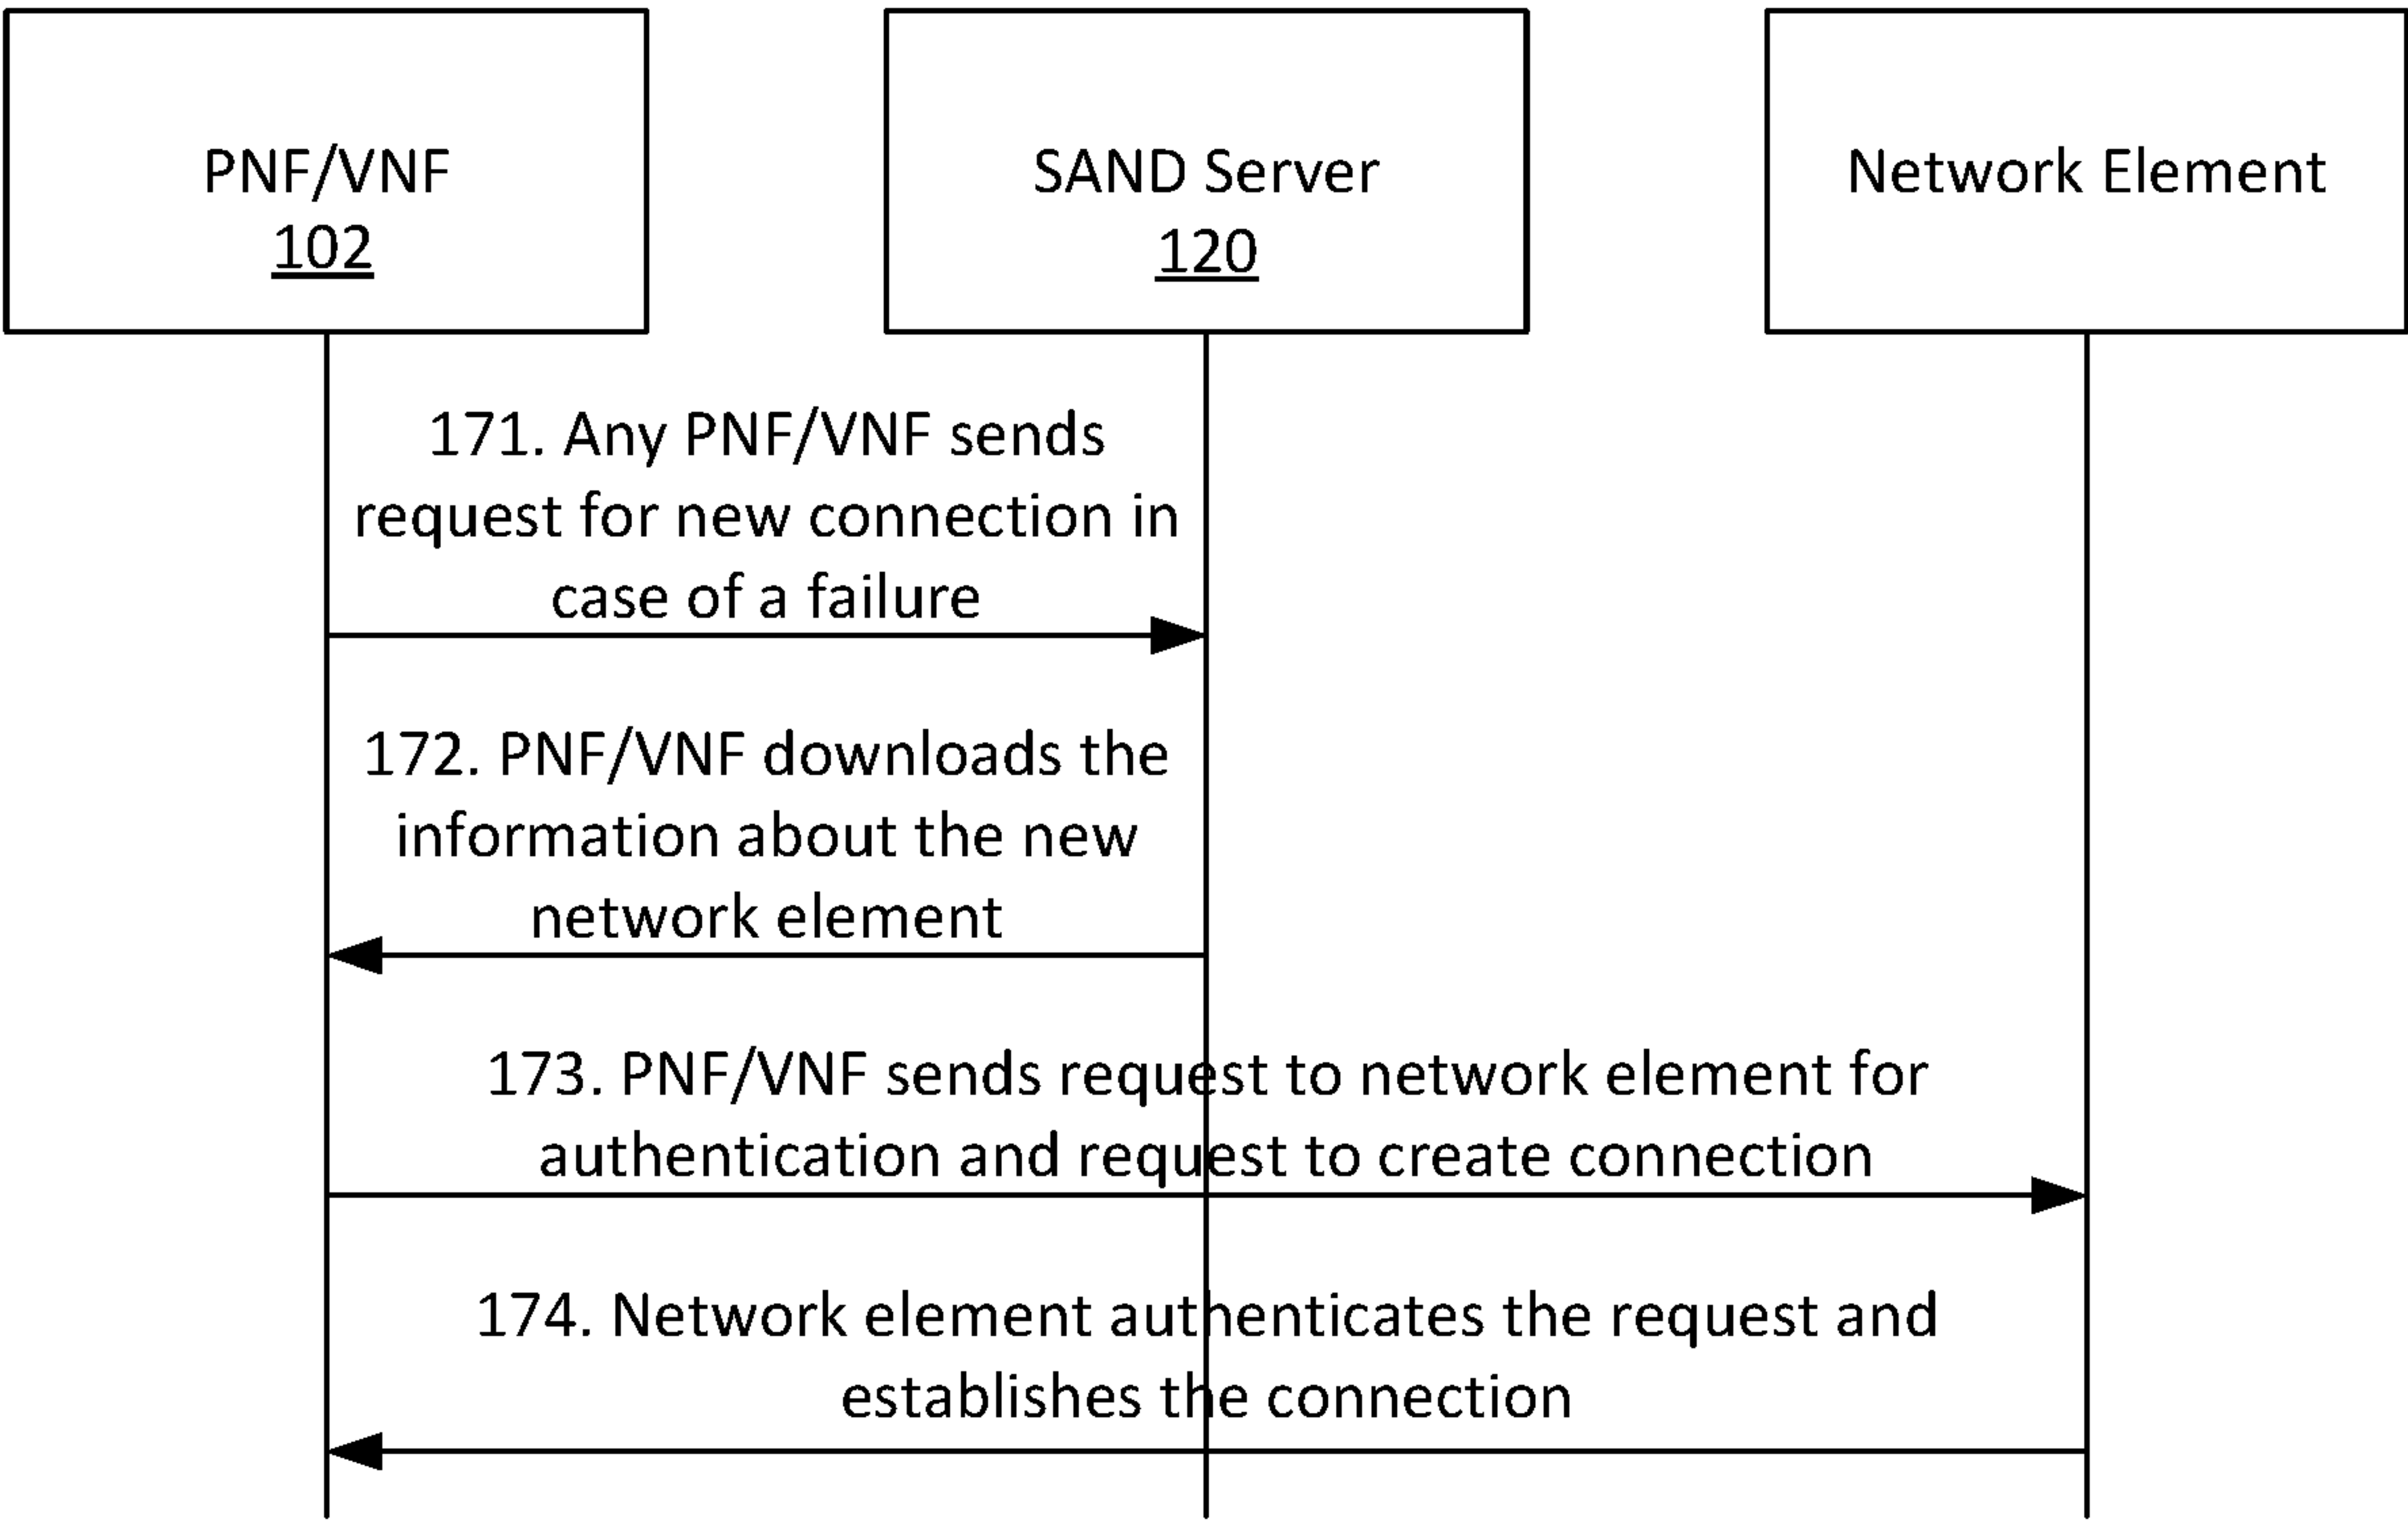 PNF/VNF
102
SAND Server
120
Network Element
171. Any PNF/VNF sends
request for new connection in
case of a failure
172. PNF/VNF downloads the
information about the new
network element
173. PNF/VNF sends request to network element for
authentication and request to create connection
174. Network element authenticates the request and
establishes the connection